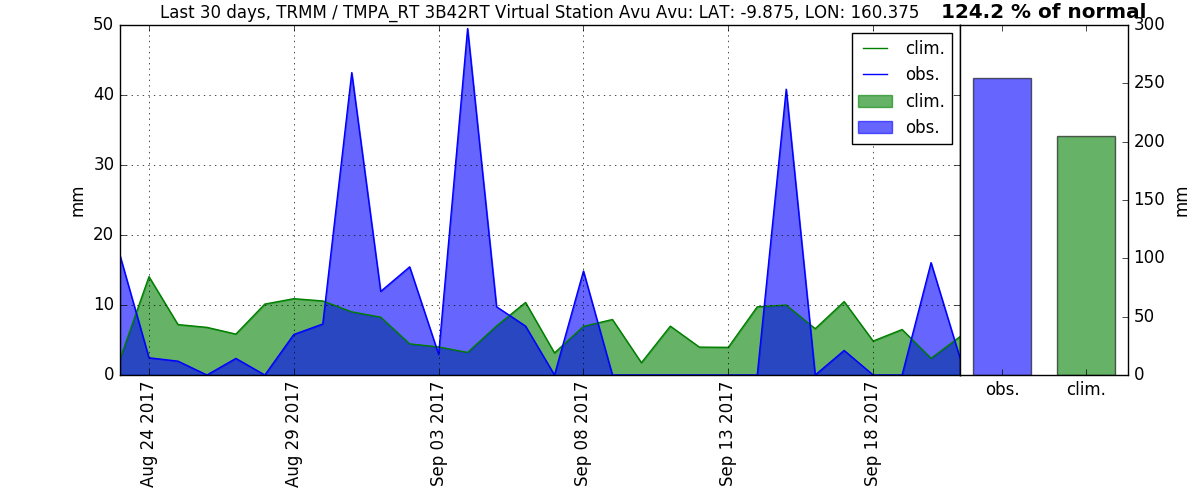 Last 30 days, TRMM / TMPA_RT 3B42RT Virtual Station Avu Avu: LAT: -9.875, LON: 160.375
124.2 % of normal
50
40
30
20
10
0
mm
clim.
obs.
clim.
obs.
Aug 24 2017
Aug 29 2017
Sep 03 2017
Sep 08 2017
Sep 13 2017
Sep 18 2017
300
250
200
150
100
50
0
mm
obs.
clim.